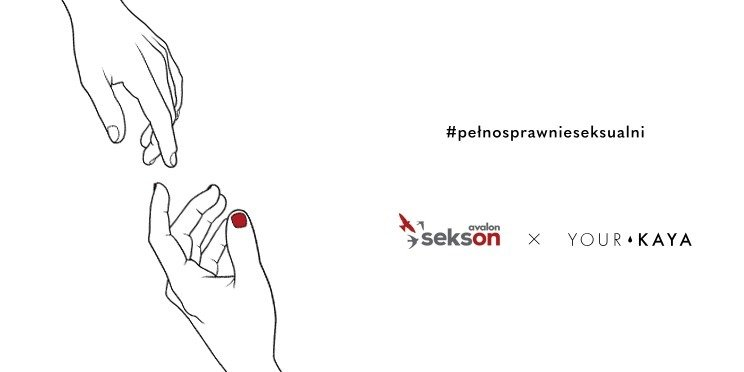 #pełnosprawnieseksualni
avalon
sekson × YOUR KAYA